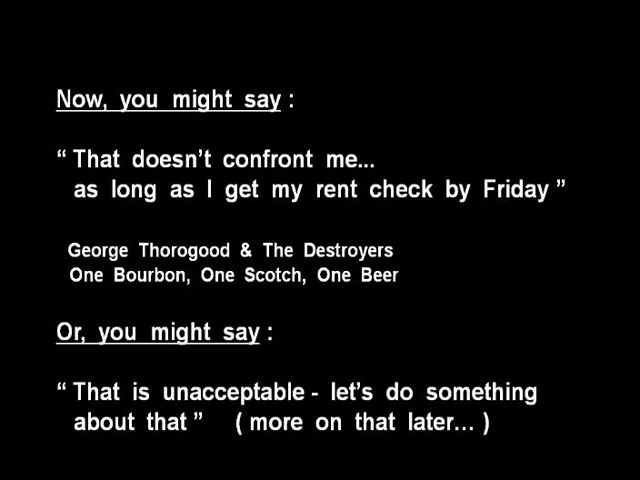 Now, you might say :
“ That doesn’t confront me...
as long as I get my rent check by Friday ”
George Thorogood & The Destroyers
One Bourbon, One Scotch, One Beer
Or, you might say :
“ That is unacceptable - let’s do something
about that ” ( more on that later... )